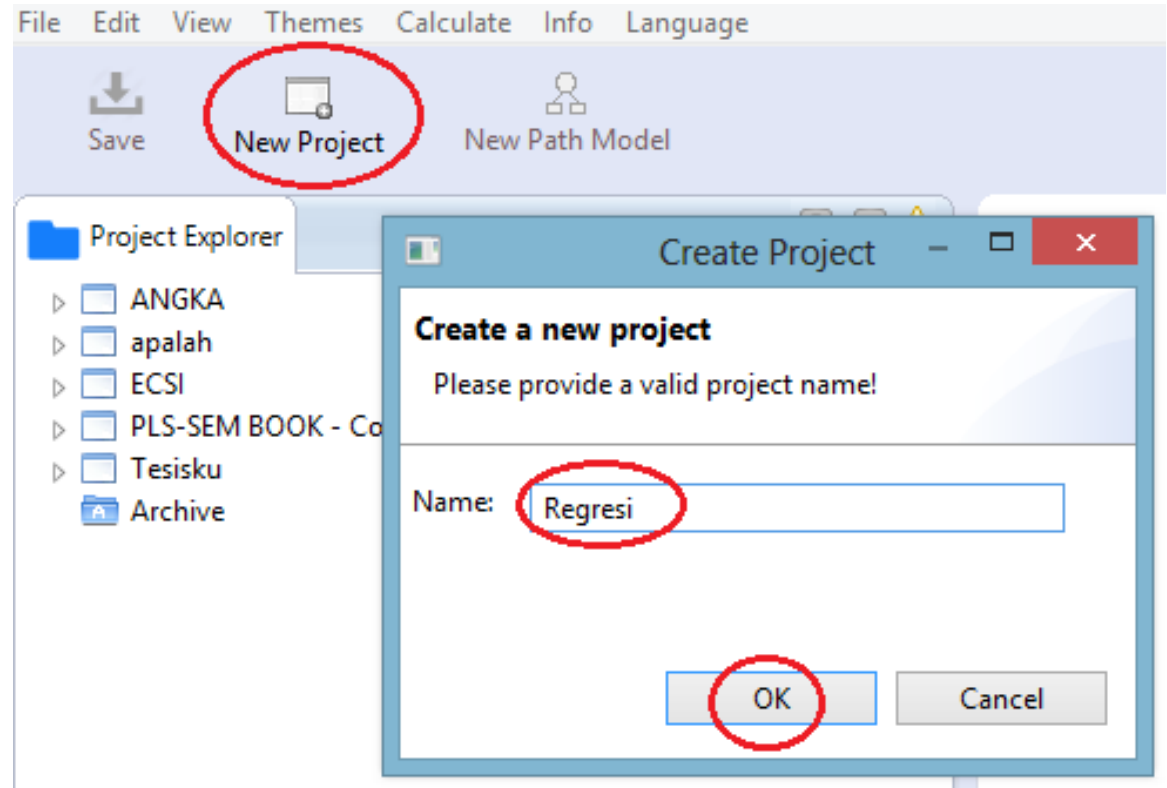 File Edit View Themes Calculate Info Language
Save New Project New Path Model
Project Explorer
ANGKA
apalah
ECSI
PLS-SEM BOOK - Co
Tesisku
A Archive
Create Project
Create a new project
Please provide a valid project name!
Name: Regresi
OK Cancel